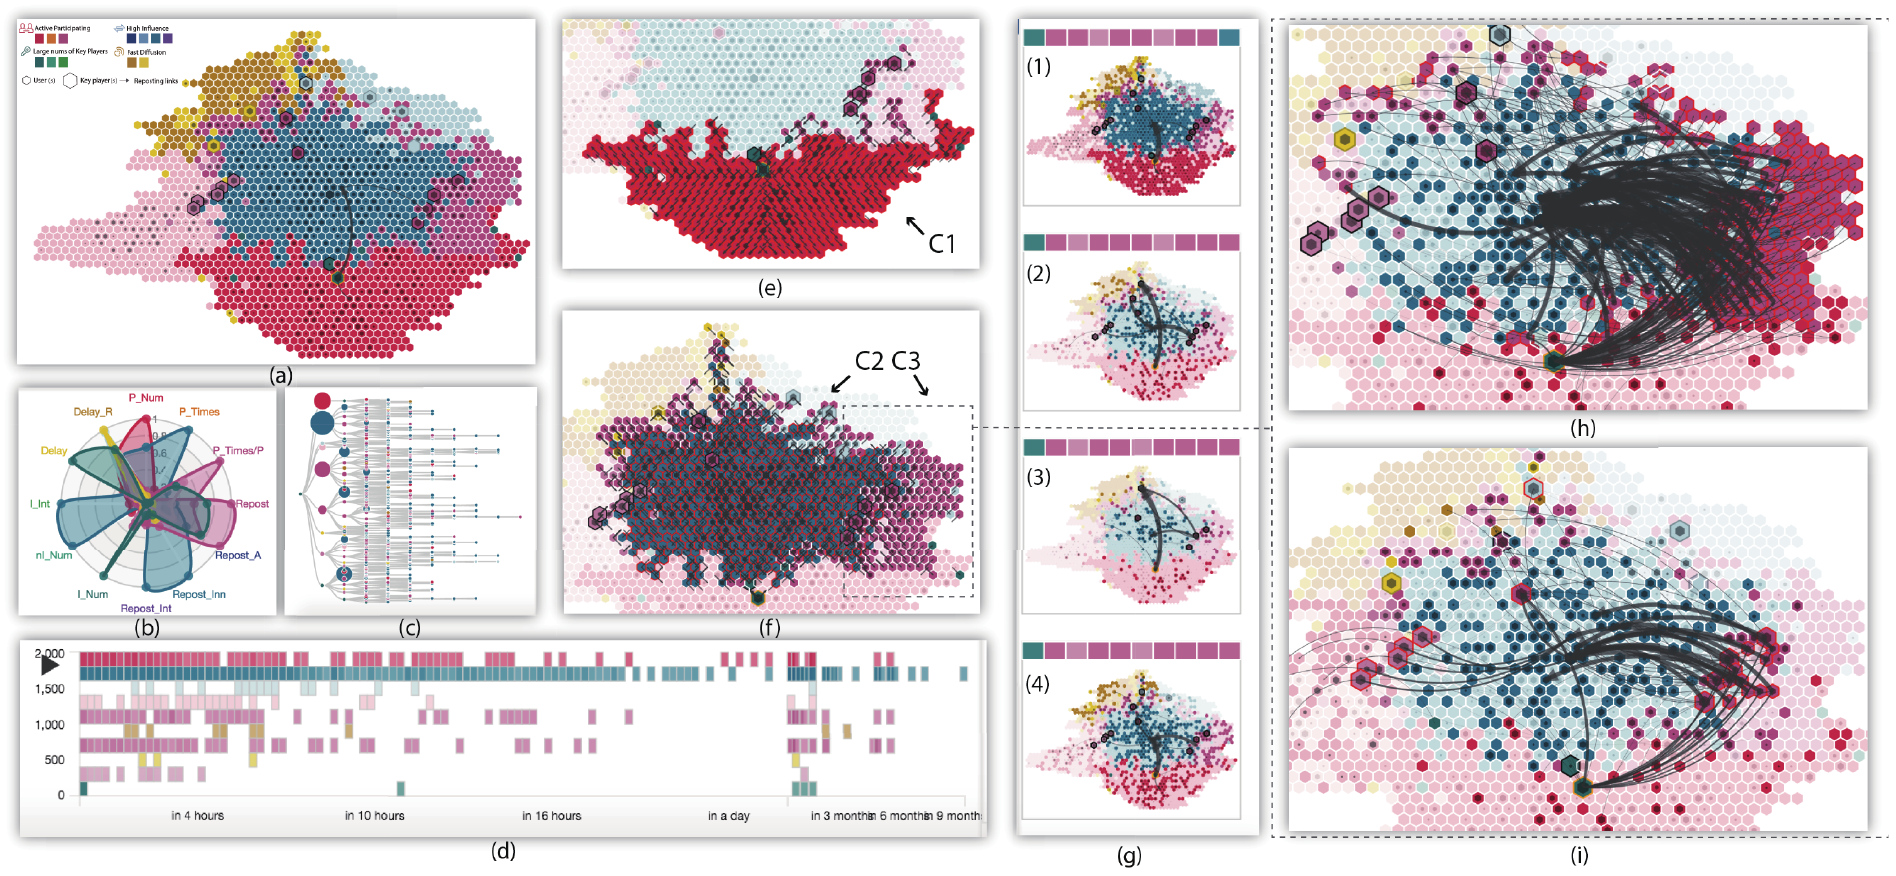 Active Participating
High Influence
Large nums of Key Players
Fast Diffusion
User(s)
Key player(s)
Reposting links
(a)
P_Num
Delay_R
P_Times
Delay
P_Times/P
I_Int
Repost
nI_Num
Repost_A
I_Num
Repost_Inn
Repost_Int
1
(b)
(c)
2,000
1,500
1,000
500
0
in 4 hours
in 10 hours
in 16 hours
in a day
in 3 months
in 6 months
in 9 month
(d)
C1
(e)
C2 C3
(f)
(1)
(2)
(3)
(4)
(g)
(h)
(i)